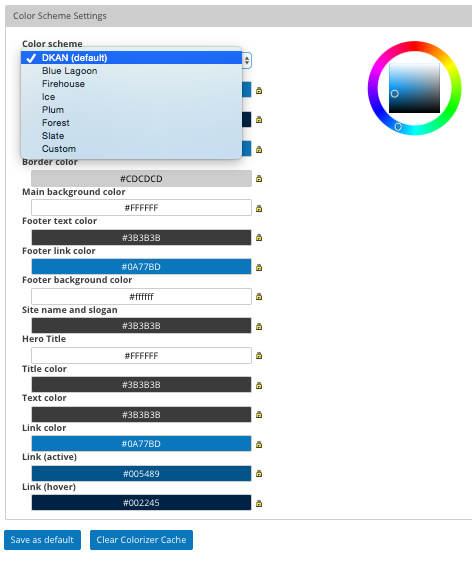 Color Scheme Settings
Color scheme
✓ DKAN (default)
Blue Lagoon
Firehouse
Ice
Plum
Forest
Slate
Custom
Border color
#CDCDCD
Main background color
#FFFFFF
Footer text color
#3B3B3B
Footer link color
#0A77BD
Footer background color
#ffffff
Site name and slogan
#3B3B3B
Hero Title
#FFFFFF
Title color
#3B3B3B
Text color
#3B3B3B
Link color
#0A77BD
Link (active)
#005489
Link (hover)
#002245
Save as default
Clear Colorizer Cache